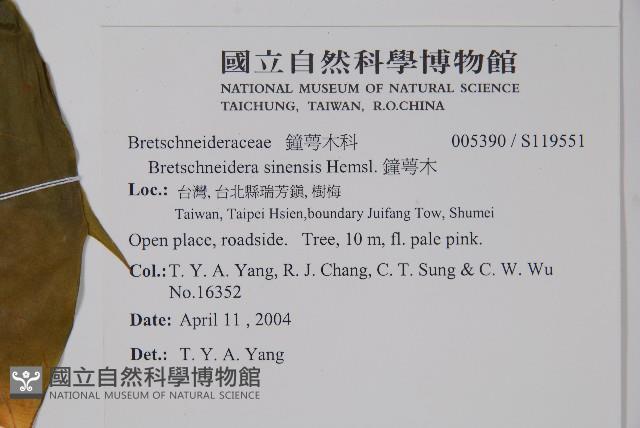 國立自然科學博物館
NATIONAL MUSEUM OF NATURAL SCIENCE
TAICHUNG, TAIWAN, R.O.CHINA
Bretschneideraceae 鐘萼木科 005390 / S119551
Bretschneidera sinensis Hemsl. 鐘萼木
Loc.: 台灣, 台北縣瑞芳鎮, 樹梅
Taiwan, Taipei Hsien,boundary Juifang Tow, Shumei
Open place, roadside. Tree, 10 m, fl. pale pink.
Col.: T. Y. A. Yang, R. J. Chang, C. T. Sung & C. W. Wu
No.16352
Date: April 11 , 2004
Det.: T. Y. A. Yang
國立自然科學博物館
NATIONAL MUSEUM OF NATURAL SCIENCE